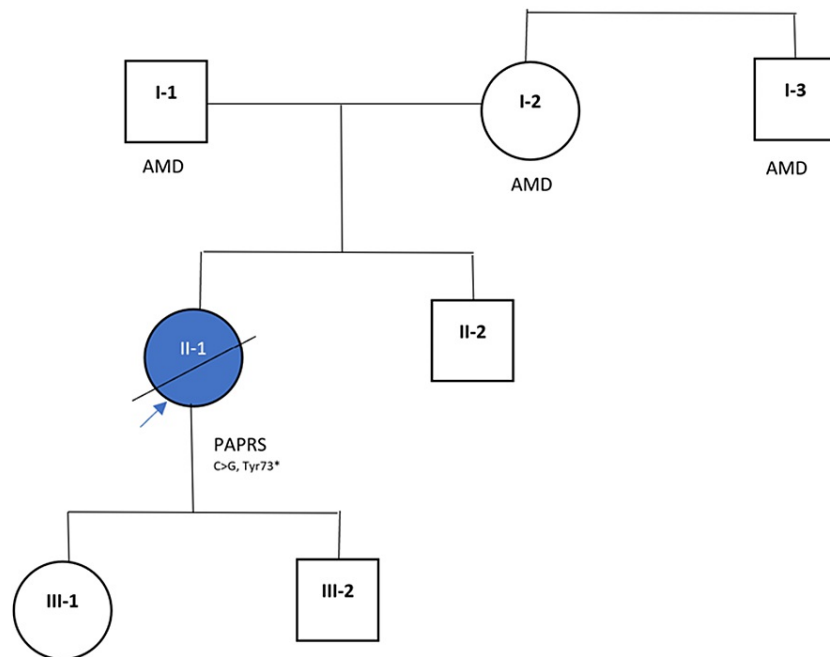 I-1
I-2
I-3
AMD
AMD
AMD
II-1
II-2
PAPRS
C>G, Tyr73*
III-1
III-2